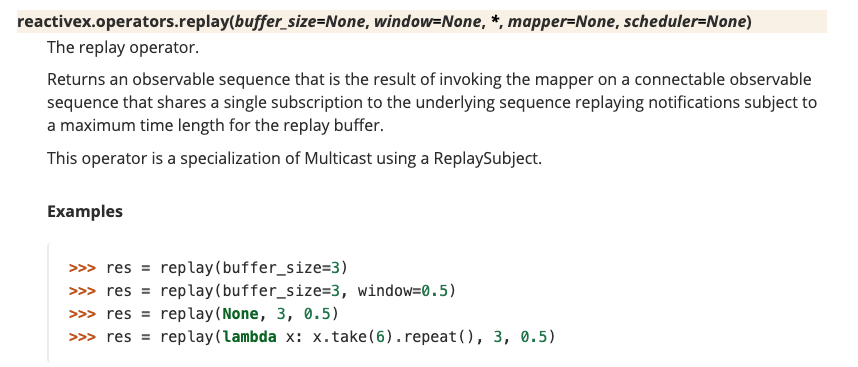 reactivex.operators.replay(buffer_size=None, window=None, *, mapper=None, scheduler=None)
The replay operator.
Returns an observable sequence that is the result of invoking the mapper on a connectable observable
sequence that shares a single subscription to the underlying sequence replaying notifications subject to
a maximum time length for the replay buffer.
This operator is a specialization of Multicast using a ReplaySubject.
Examples
>>> res = replay(buffer_size=3)
>>> res = replay(buffer_size=3, window=0.5)
>>> res = replay(None, 3, 0.5)
>>> res = replay(lambda x: x.take(6).repeat(), 3, 0.5)